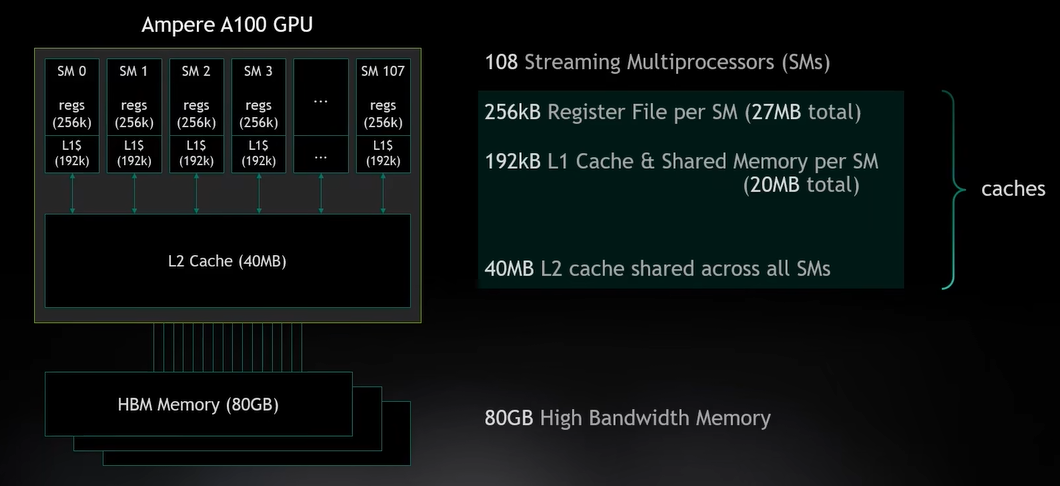 Ampere A100 GPU
SM 0
regs
(256k)
L1$
(192k)
SM 1
regs
(256k)
L1$
(192k)
SM 2
regs
(256k)
L1$
(192k)
SM 3
regs
(256k)
L1$
(192k)
...
...
SM 107
regs
(256k)
L1$
(192k)
L2 Cache (40MB)
HBM Memory (80GB)
108 Streaming Multiprocessors (SMs)
256kB Register File per SM (27MB total)
192kB L1 Cache & Shared Memory per SM
(20MB total)
40MB L2 cache shared across all SMs
caches
80GB High Bandwidth Memory